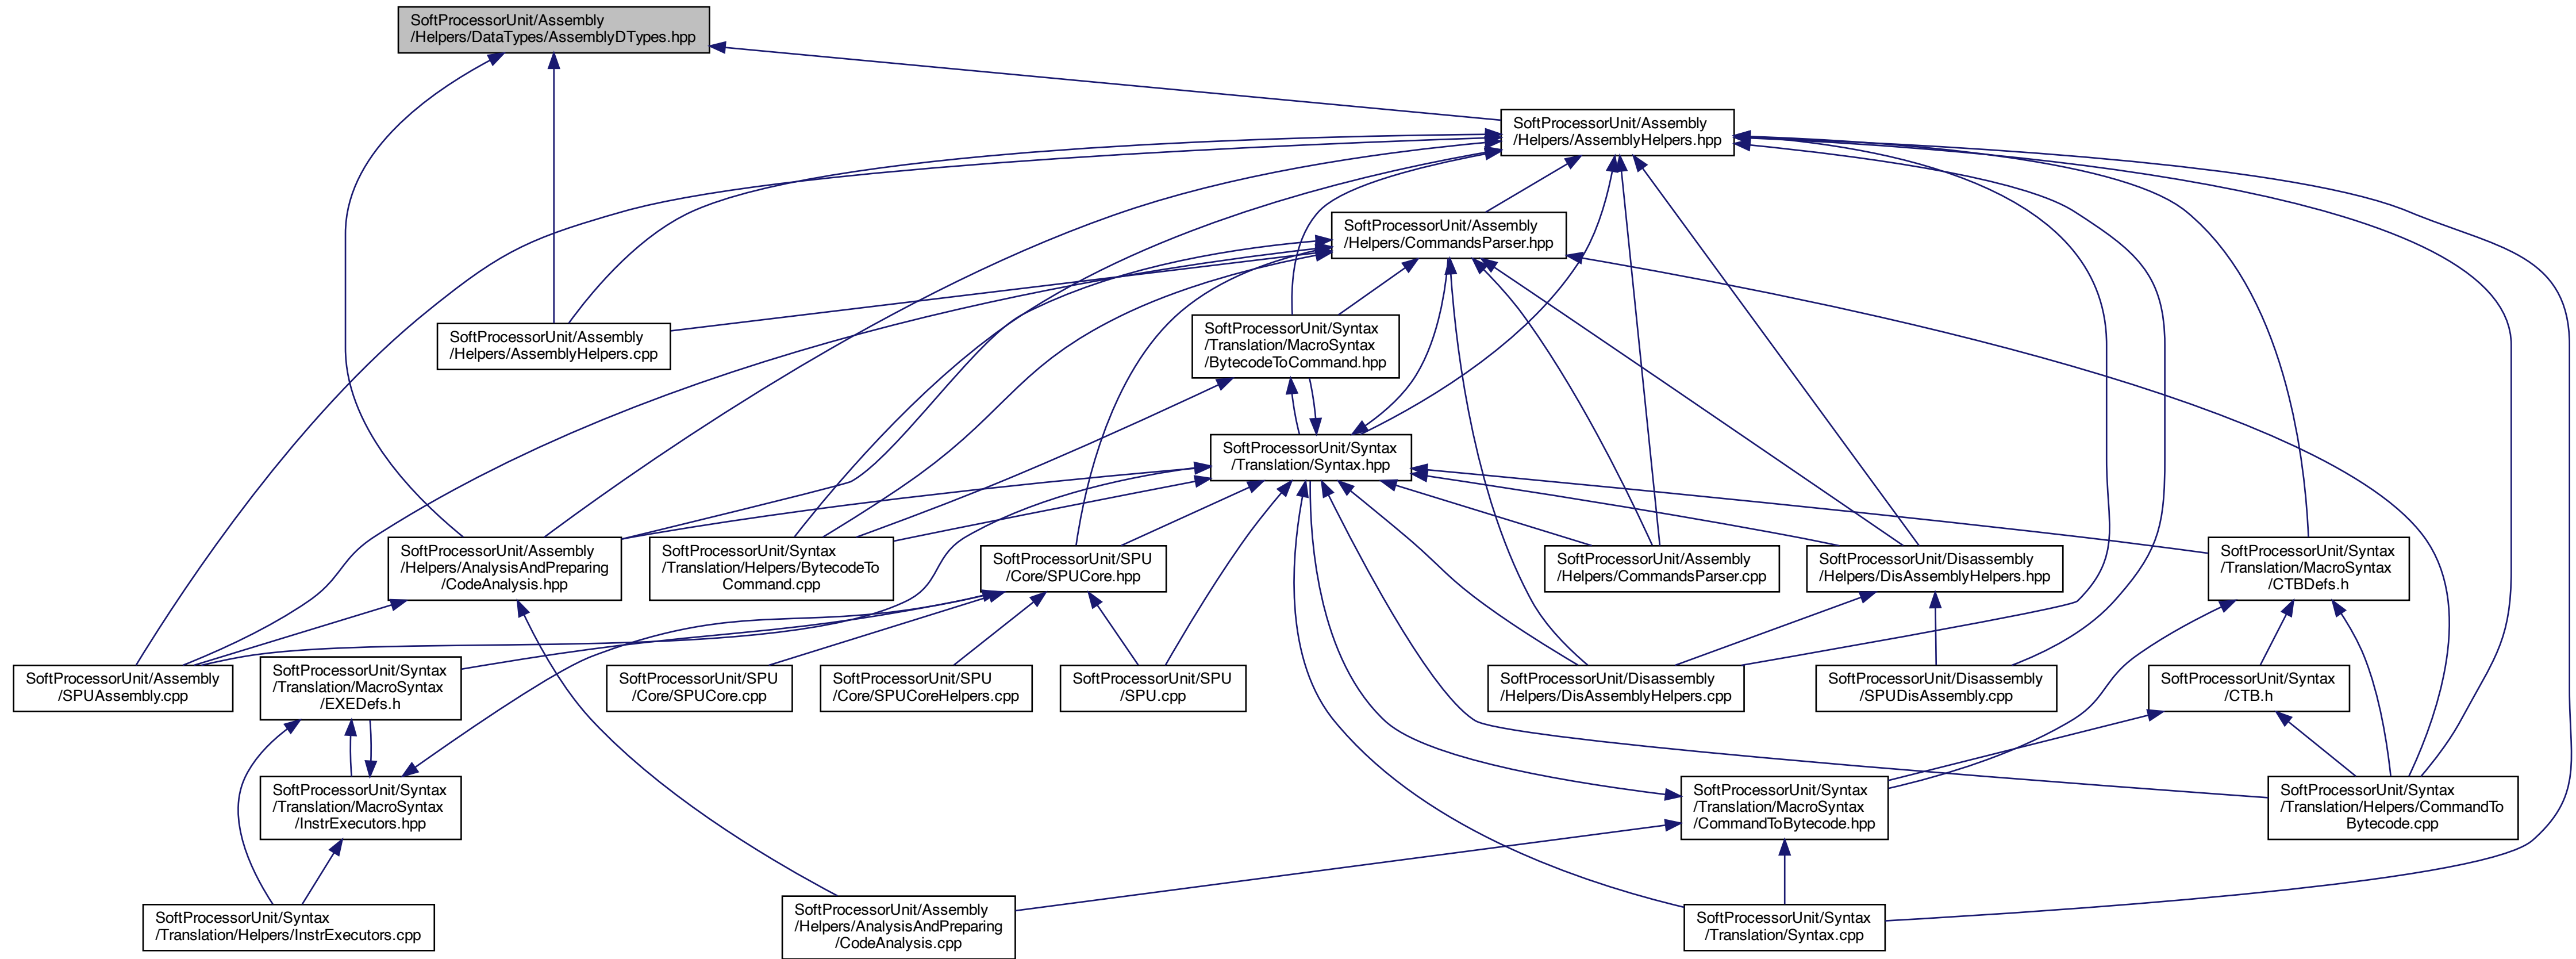 SoftProcessorUnit/Assembly
/Helpers/DataTypes/AssemblyDTypes.hpp
SoftProcessorUnit/Assembly
/Helpers/AssemblyHelpers.hpp
SoftProcessorUnit/Assembly
/Helpers/CommandsParser.hpp
SoftProcessorUnit/Assembly
/Helpers/AssemblyHelpers.cpp
SoftProcessorUnit/Syntax
/Translation/MacroSyntax
/BytecodeToCommand.hpp
SoftProcessorUnit/Syntax
/Translation/Syntax.hpp
SoftProcessorUnit/Assembly
/Helpers/AnalysisAndPreparing
/CodeAnalysis.hpp
SoftProcessorUnit/Syntax
/Translation/Helpers/BytecodeTo
Command.cpp
SoftProcessorUnit/SPU
/Core/SPUCore.hpp
SoftProcessorUnit/Assembly
/Helpers/CommandsParser.cpp
SoftProcessorUnit/Disassembly
/Helpers/DisAssemblyHelpers.hpp
SoftProcessorUnit/Syntax
/Translation/MacroSyntax
/CTBDefs.h
SoftProcessorUnit/Assembly
/SPUAssembly.cpp
SoftProcessorUnit/Syntax
/Translation/MacroSyntax
/EXEDefs.h
SoftProcessorUnit/SPU
/Core/SPUCore.cpp
SoftProcessorUnit/SPU
/Core/SPUCoreHelpers.cpp
SoftProcessorUnit/SPU
/SPU.cpp
SoftProcessorUnit/Disassembly
/Helpers/DisAssemblyHelpers.cpp
SoftProcessorUnit/Disassembly
/SPUDisAssembly.cpp
SoftProcessorUnit/Syntax
/CTB.h
SoftProcessorUnit/Syntax
/Translation/MacroSyntax
/InstrExecutors.hpp
SoftProcessorUnit/Syntax
/Translation/MacroSyntax
/CommandToBytecode.hpp
SoftProcessorUnit/Syntax
/Translation/Helpers/CommandTo
Bytecode.cpp
SoftProcessorUnit/Syntax
/Translation/Helpers/InstrExecutors.cpp
SoftProcessorUnit/Assembly
/Helpers/AnalysisAndPreparing
/CodeAnalysis.cpp
SoftProcessorUnit/Syntax
/Translation/Syntax.cpp